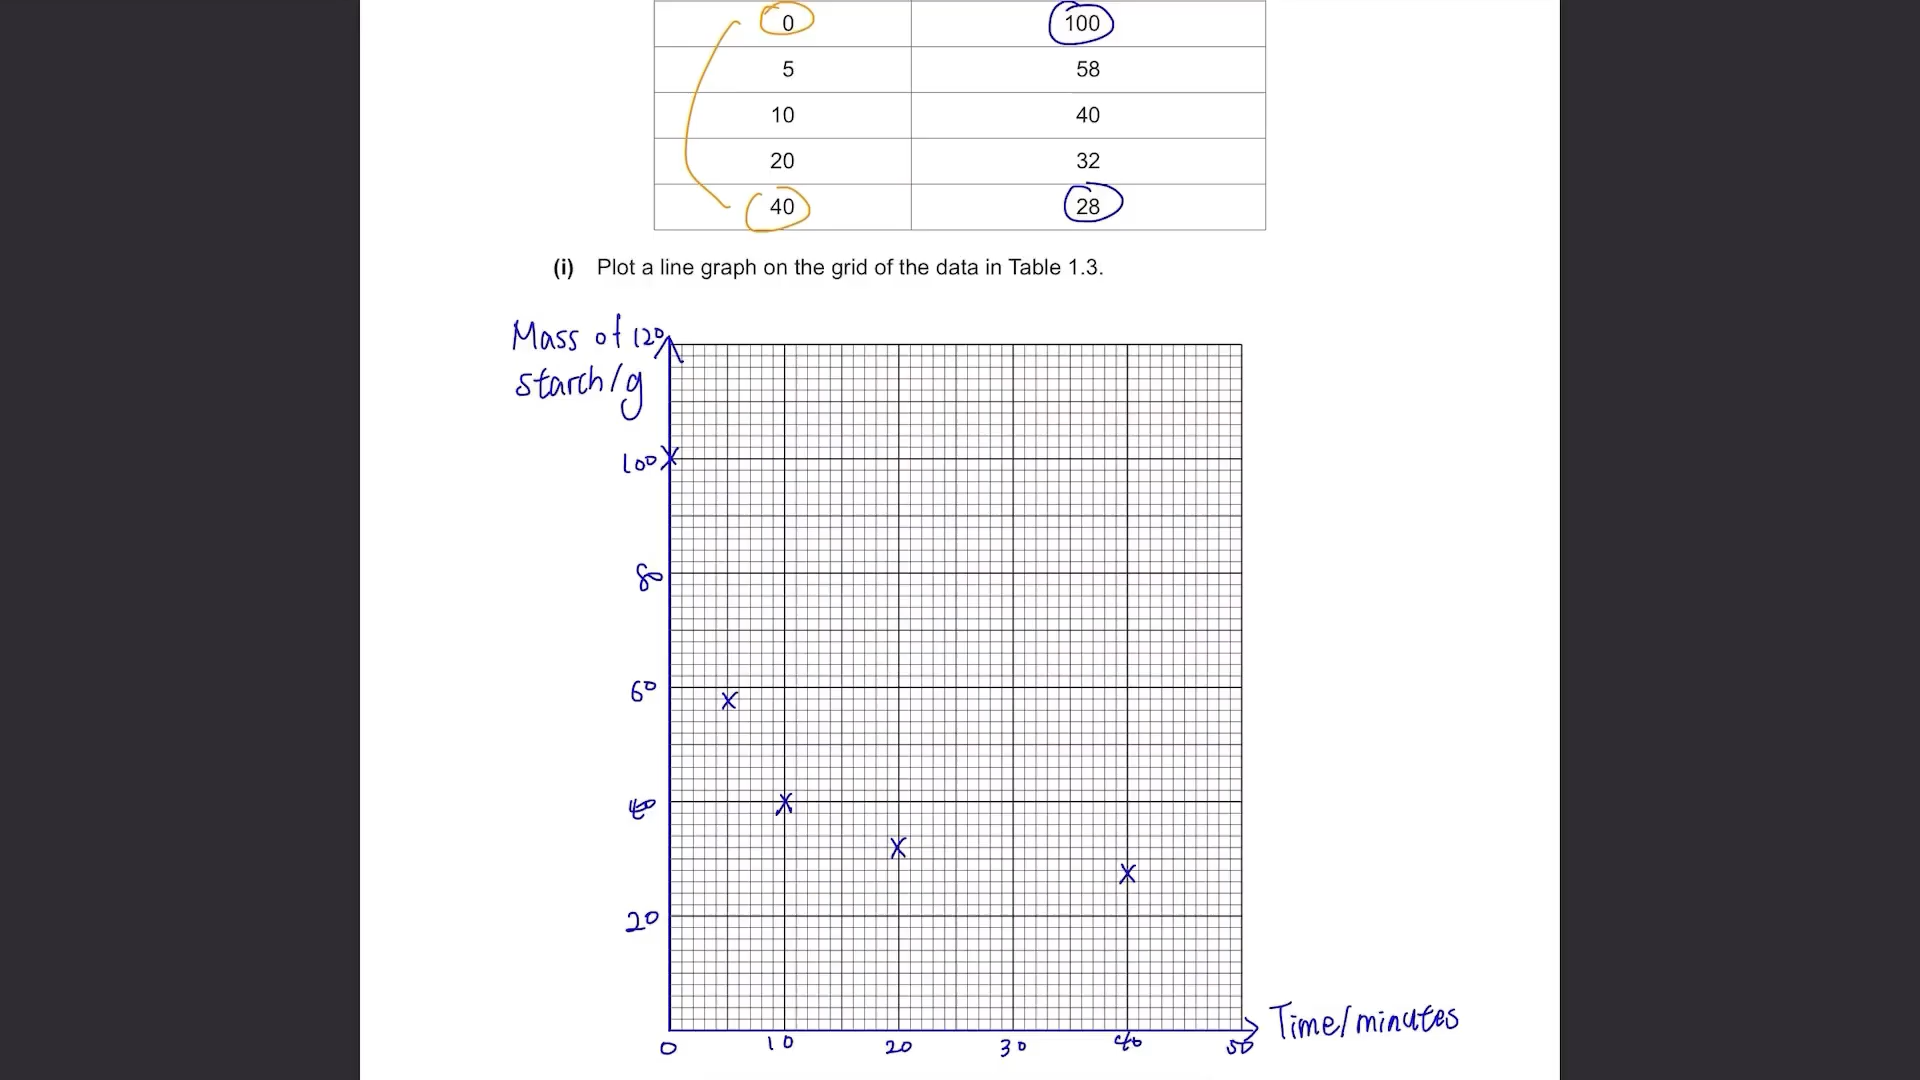 0 100
5 58
10 40
20 32
40 28
(i) Plot a line graph on the grid of the data in Table 1.3.
Mass of 120
starch/g
100
80
60
40
20
Time/minutes
0 10 20 30 40 50